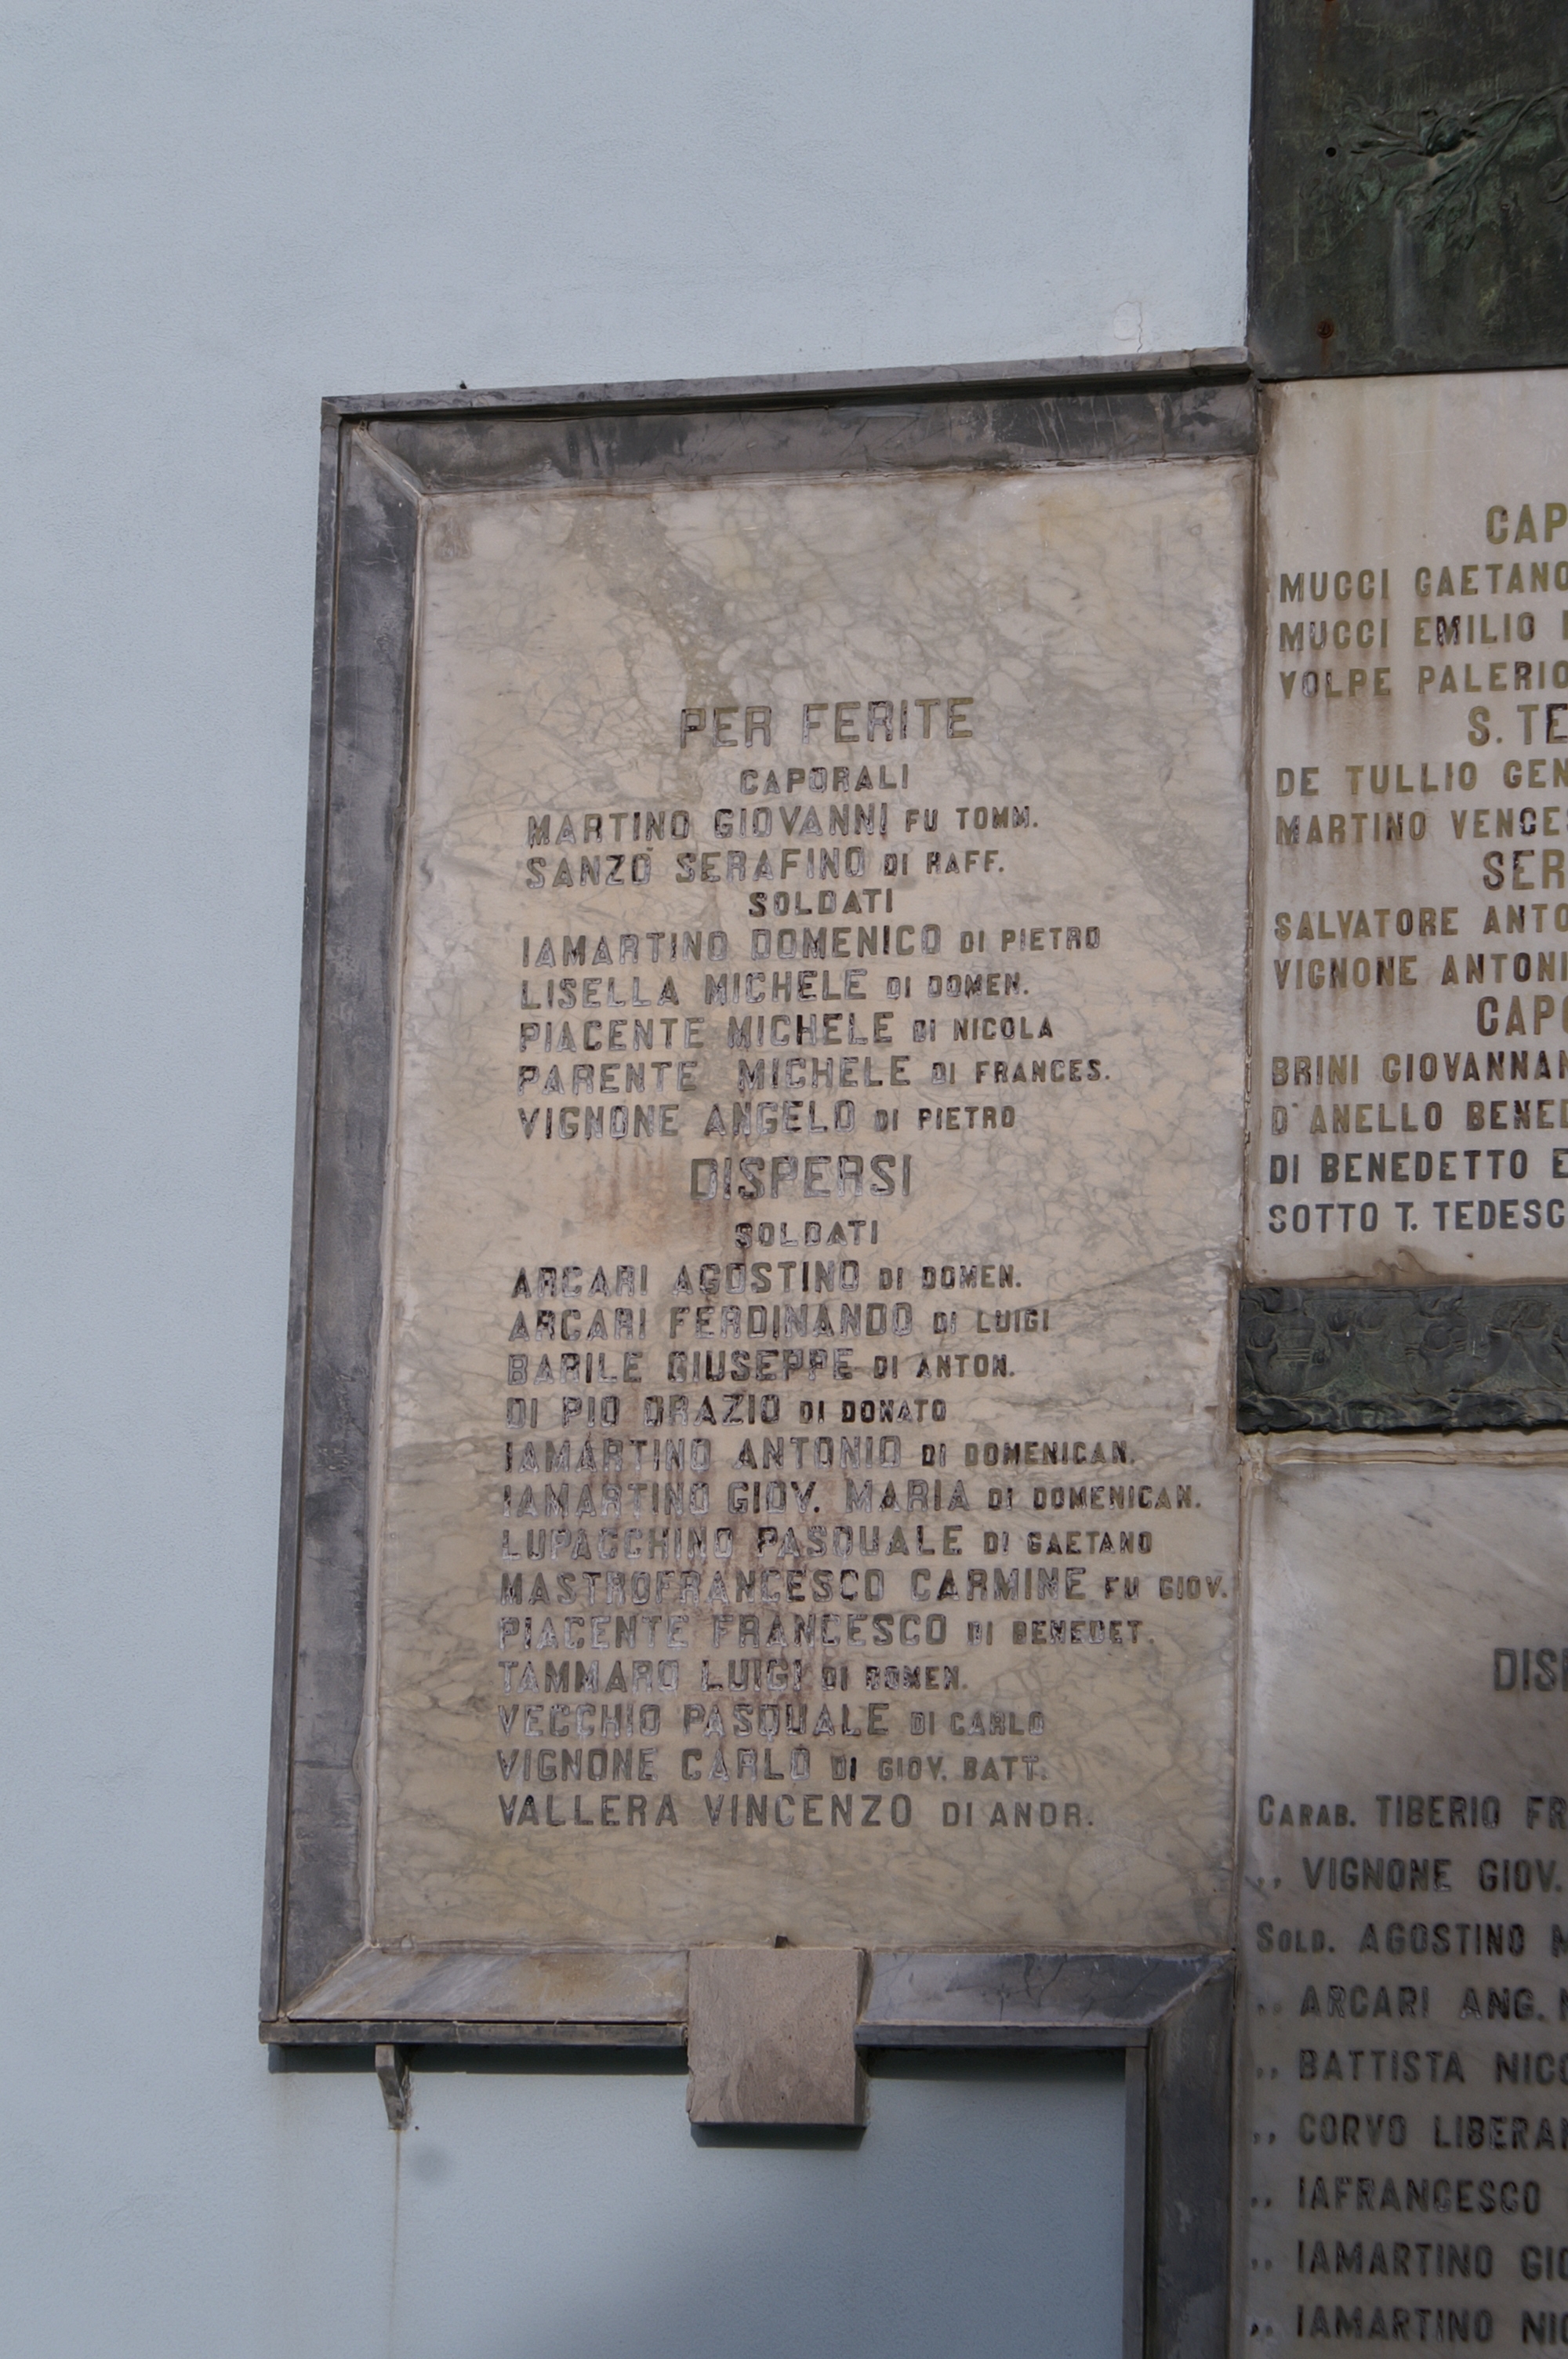 PER FERITE
CAPORALI
MARTINO GIOVANNI FU TOMM.
SANZÒ SERAFINO DI RAFF.
SOLDATI
IAMARTINO DOMENICO DI PIETRO
LISELLA MICHELE DI DOMEN.
PIACENTE MICHELE DI NICOLA
PARENTE MICHELE DI FRANCES.
VIGNONE ANGELO DI PIETRO
DISPERSI
SOLDATI
ARCARI AGOSTINO DI DOMEN.
ARCARI FERDINANDO DI LUIGI
BARILE GIUSEPPE DI ANTON.
DI PIO ORAZIO DI DONATO
IAMARTINO ANTONIO DI DOMENICAN.
IAMARTINO GIOV. MARIA DI DOMENICAN.
LUPACCHINO PASQUALE DI GAETANO
MASTROFRANCESCO CARMINE FU GIOV.
PIACENTE FRANCESCO DI BENEDET.
TAMMARO LUIGI DI DOMEN.
VECCHIO PASQUALE DI CARLO
VIGNONE CARLO DI GIOV. BATT.
VALLERA VINCENZO DI ANDR.
CAP
MUCCI GAETANO
MUCCI EMILIO
VOLPE PALERIO
S. TE
DE TULLIO GEN
MARTINO VENCE
SER
SALVATORE ANTO
VIGNONE ANTONI
CAPO
BRINI GIOVANNAN
D'ANELLO BENED
DI BENEDETTO E
SOTTO T. TEDESC
DIS
CARAB. TIBERIO FR
,, VIGNONE GIOV.
SOLD. AGOSTINO
,, ARCARI ANG.
,, BATTISTA NICO
,, CORVO LIBERA
,, IAFRANCESCO
,, IAMARTINO GIO
,, IAMARTINO NIC